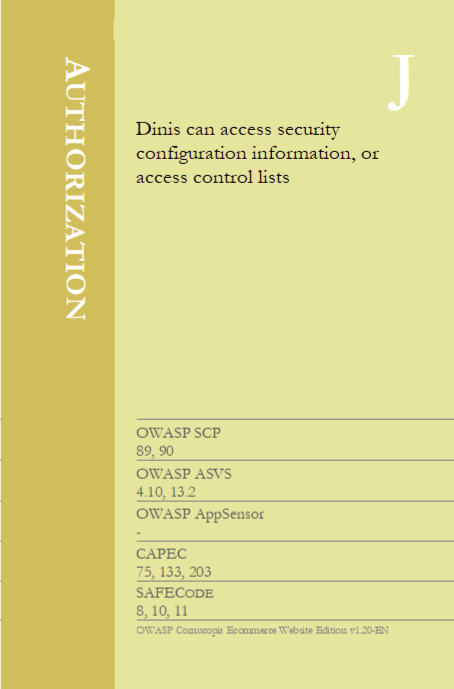 AUTHORIZATION
J
Dinis can access security
configuration information, or
access control lists
OWASP SCP
89, 90
OWASP ASVS
4.10, 13.2
OWASP AppSensor
-
CAPEC
75, 133, 203
SAFECODE
8, 10, 11
OWASP Cornucopia Ecommerce Website Edition v1.20-EN